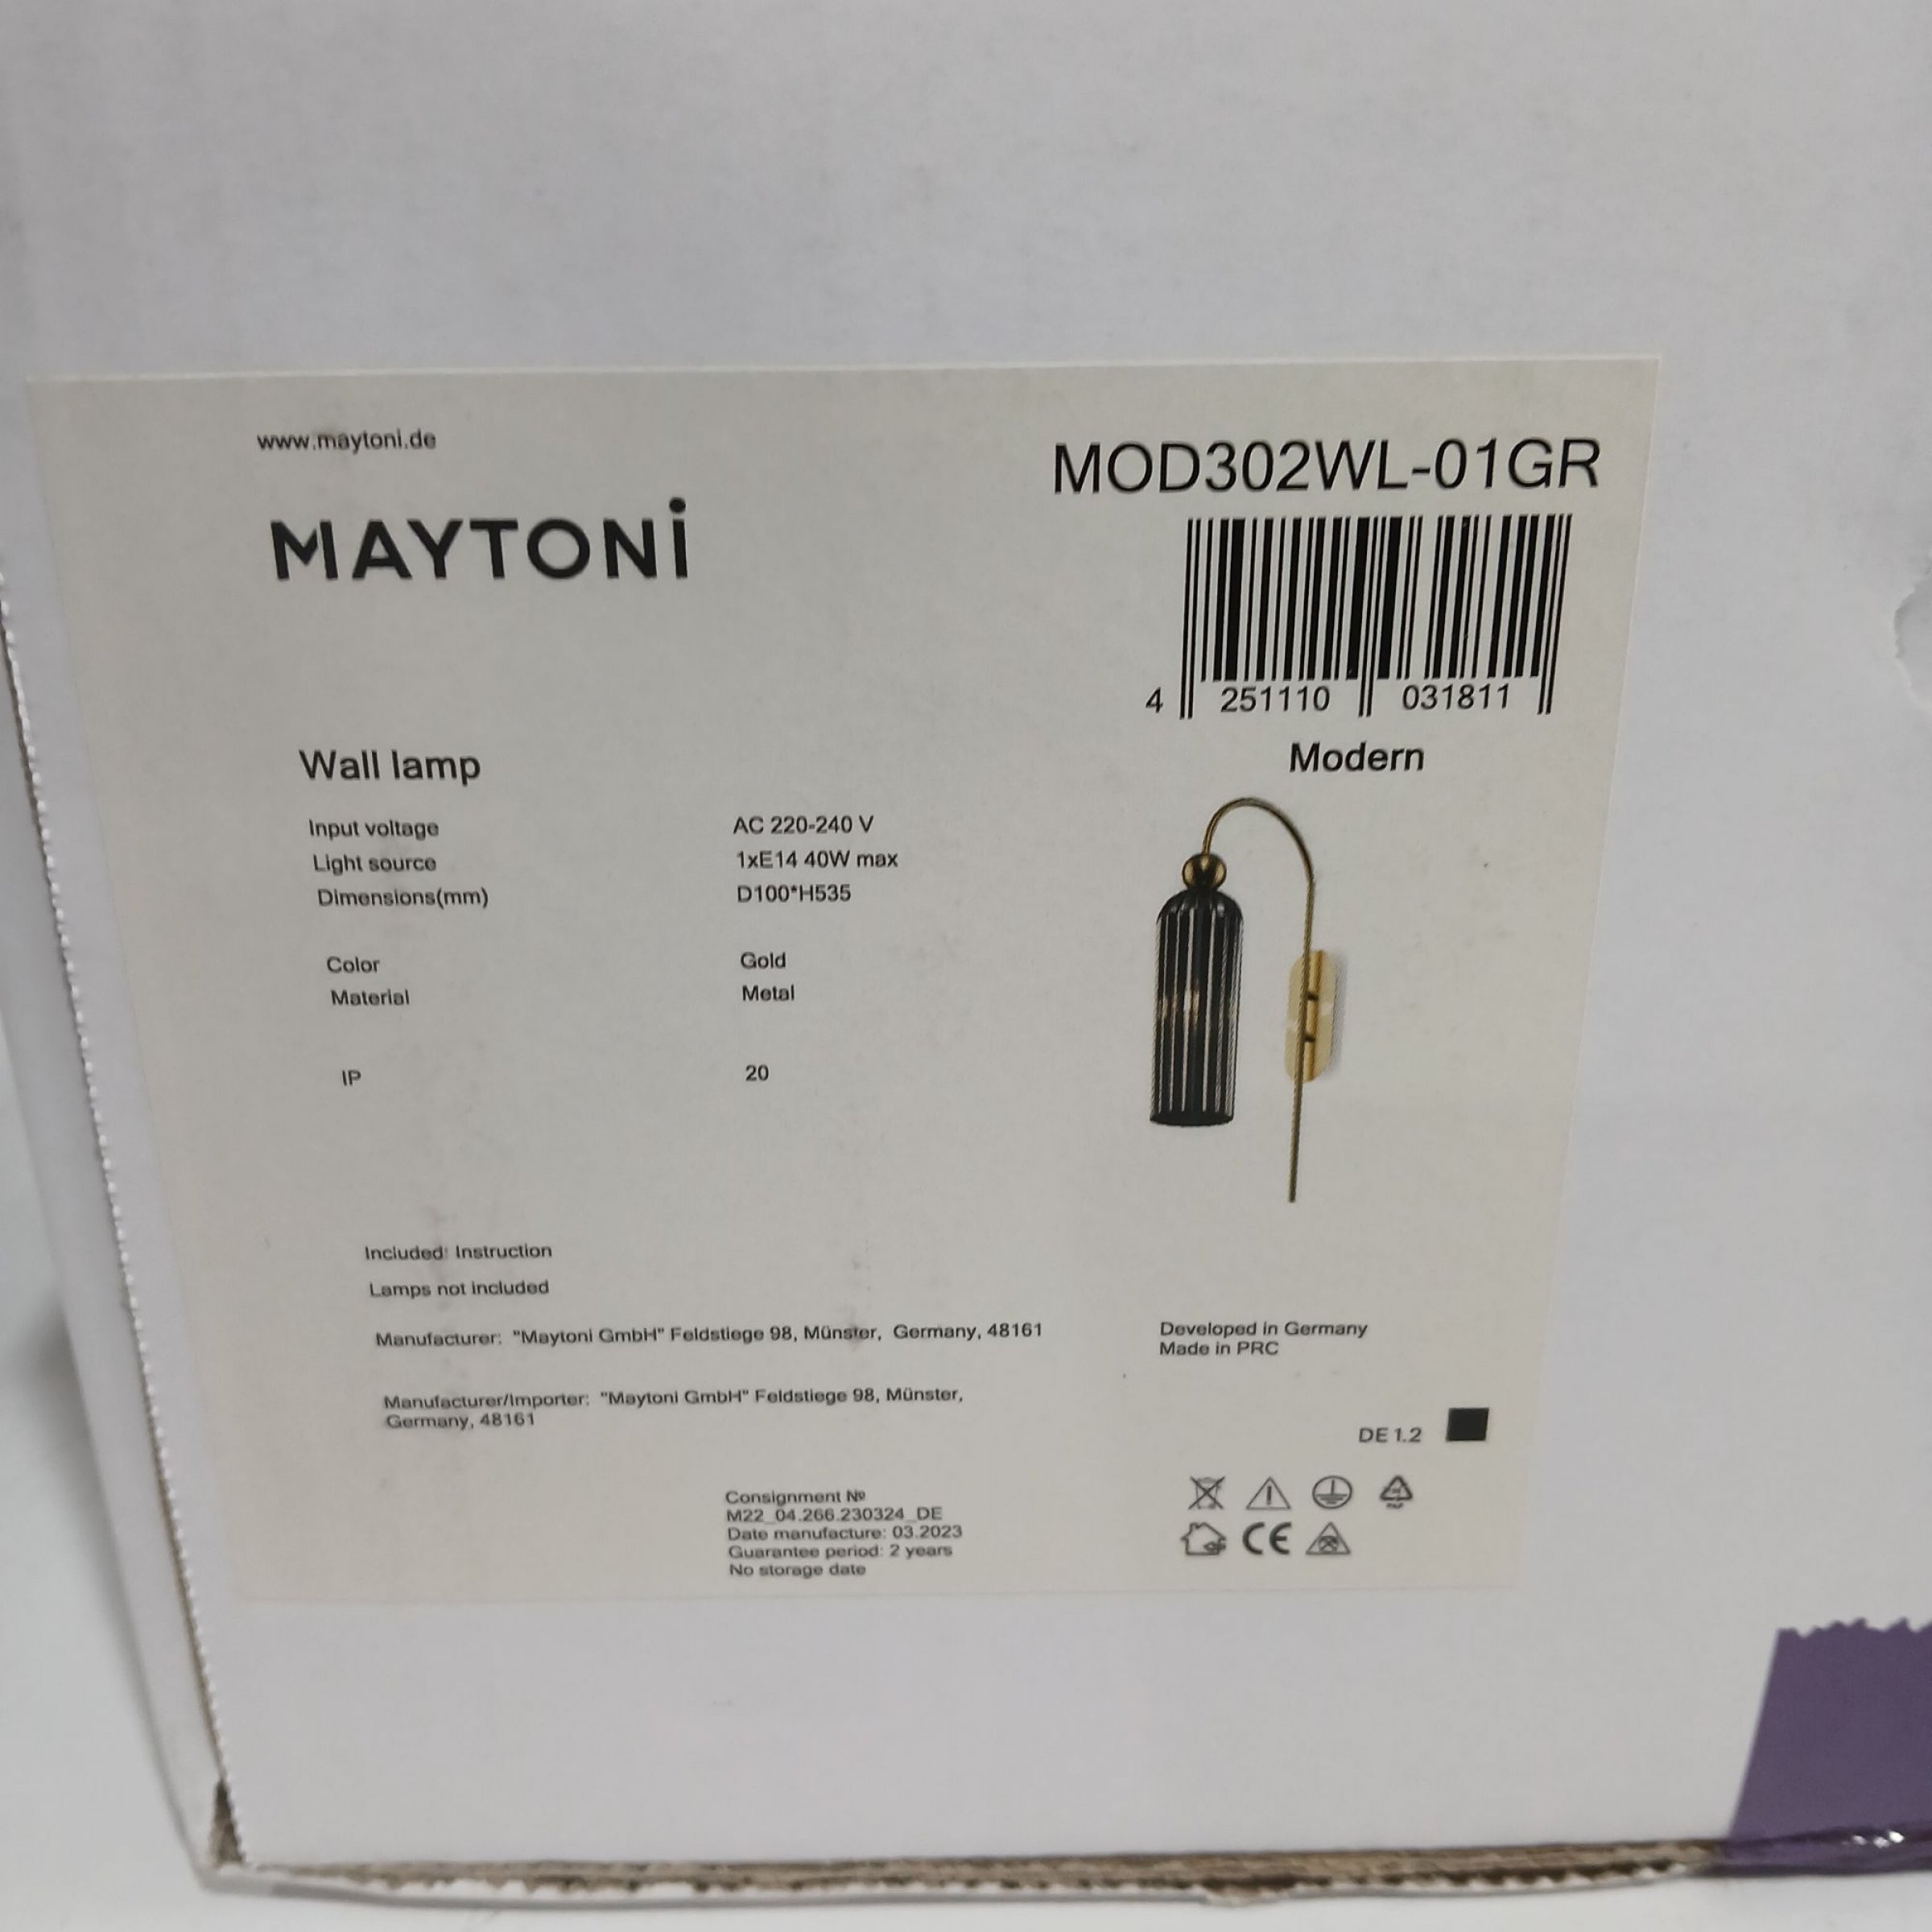 www.maytoni.de
MAYTONi
MOD302WL-01GR
4 251110 031811
Modern
Wall lamp
Input voltage AC 220-240 V
Light source 1xE14 40W max
Dimensions(mm) D100*H535
Color Gold
Material Metal
IP 20
Included: Instruction
Lamps not included
Manufacturer: "Maytoni GmbH" Feldstiege 98, Münster, Germany, 48161
Manufacturer/Importer: "Maytoni GmbH" Feldstiege 98, Münster,
Germany, 48161
Developed in Germany
Made in PRC
DE 1.2
Consignment №
M22_04.266.230324_DE
Date manufacture: 03.2023
Guarantee period: 2 years
No storage date
CE